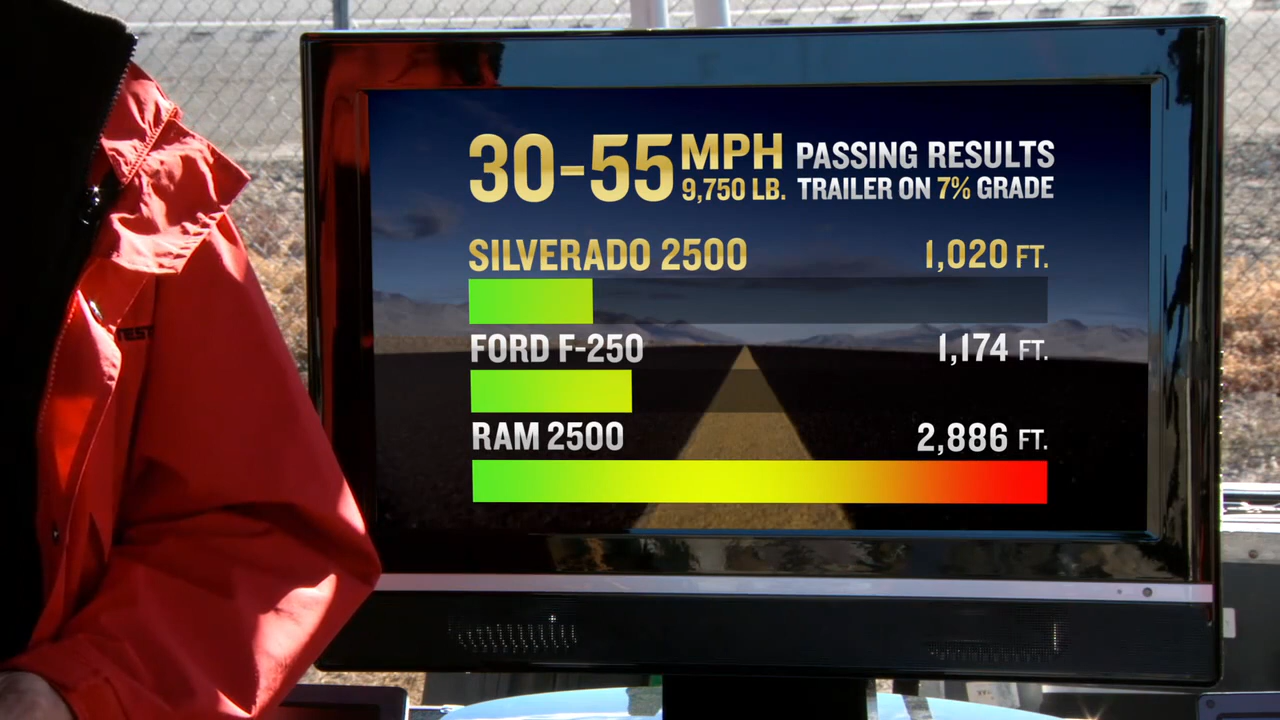 30-55 MPH PASSING RESULTS
9,750 LB. TRAILER ON 7% GRADE
SILVERADO 2500 1,020 FT.
FORD F-250 1,174 FT.
RAM 2500 2,886 FT.